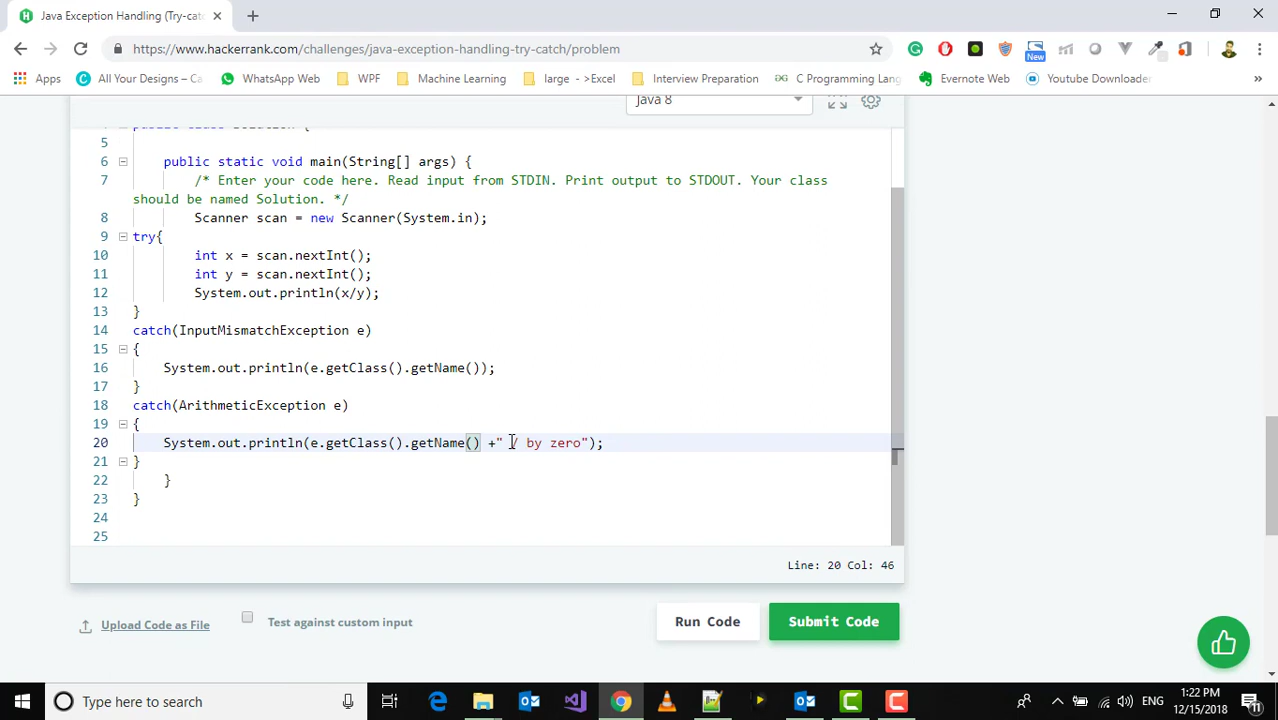 Java Exception Handling (Try-cat
https://www.hackerrank.com/challenges/java-exception-handling-try-catch/problem
New
Apps
All Your Designs – Ca
WhatsApp Web
WPF
Machine Learning
large ->Excel
Interview Preparation
C Programming Lang
Evernote Web
Youtube Downloader
»
Java 8
public class Solution {
5
6 public static void main(String[] args) {
7 /* Enter your code here. Read input from STDIN. Print output to STDOUT. Your class
should be named Solution. */
8 Scanner scan = new Scanner(System.in);
9 try{
10 int x = scan.nextInt();
11 int y = scan.nextInt();
12 System.out.println(x/y);
13 }
14 catch(InputMismatchException e)
15 {
16 System.out.println(e.getClass().getName());
17 }
18 catch(ArithmeticException e)
19 {
20 System.out.println(e.getClass().getName() +" / by zero");
21 }
22 }
23 }
24
25
Line: 20 Col: 46
Upload Code as File
Test against custom input
Run Code
Submit Code
Type here to search
ENG
1:22 PM
12/15/2018
11